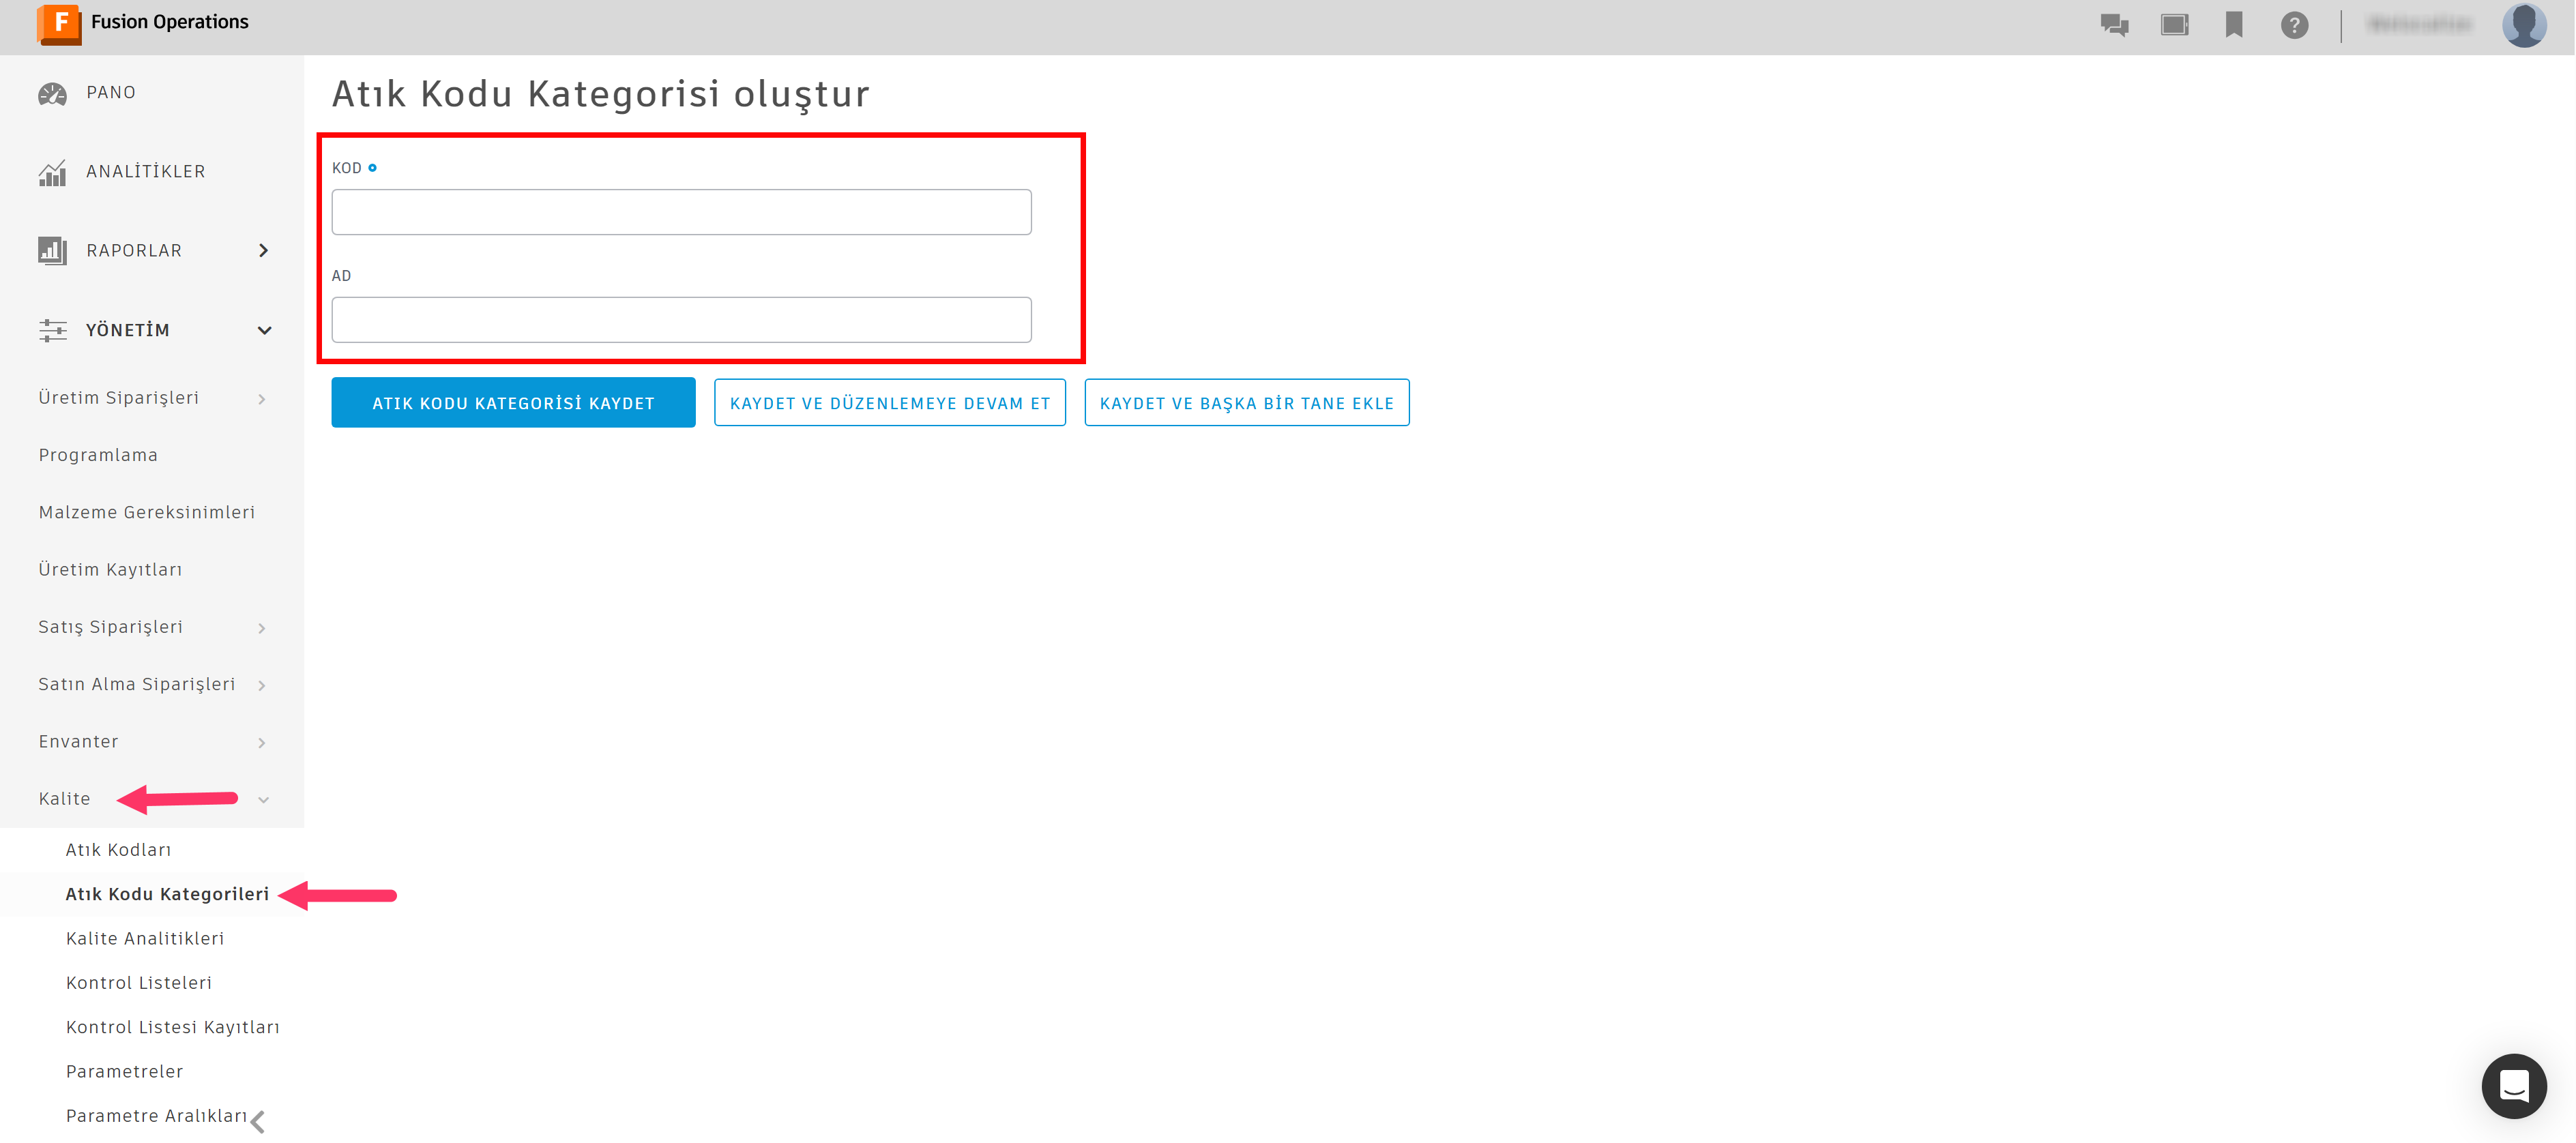 Fusion Operations
PANO
ANALİTİKLER
RAPORLAR
YÖNETİM
Üretim Siparişleri
Programlama
Malzeme Gereksinimleri
Üretim Kayıtları
Satış Siparişleri
Satın Alma Siparişleri
Envanter
Kalite
Atık Kodları
Atık Kodu Kategorileri
Kalite Analitikleri
Kontrol Listeleri
Kontrol Listesi Kayıtları
Parametreler
Parametre Aralıkları
Atık Kodu Kategorisi oluştur
KOD
AD
ATIK KODU KATEGORİSİ KAYDET
KAYDET VE DÜZENLEMEYE DEVAM ET
KAYDET VE BAŞKA BİR TANE EKLE